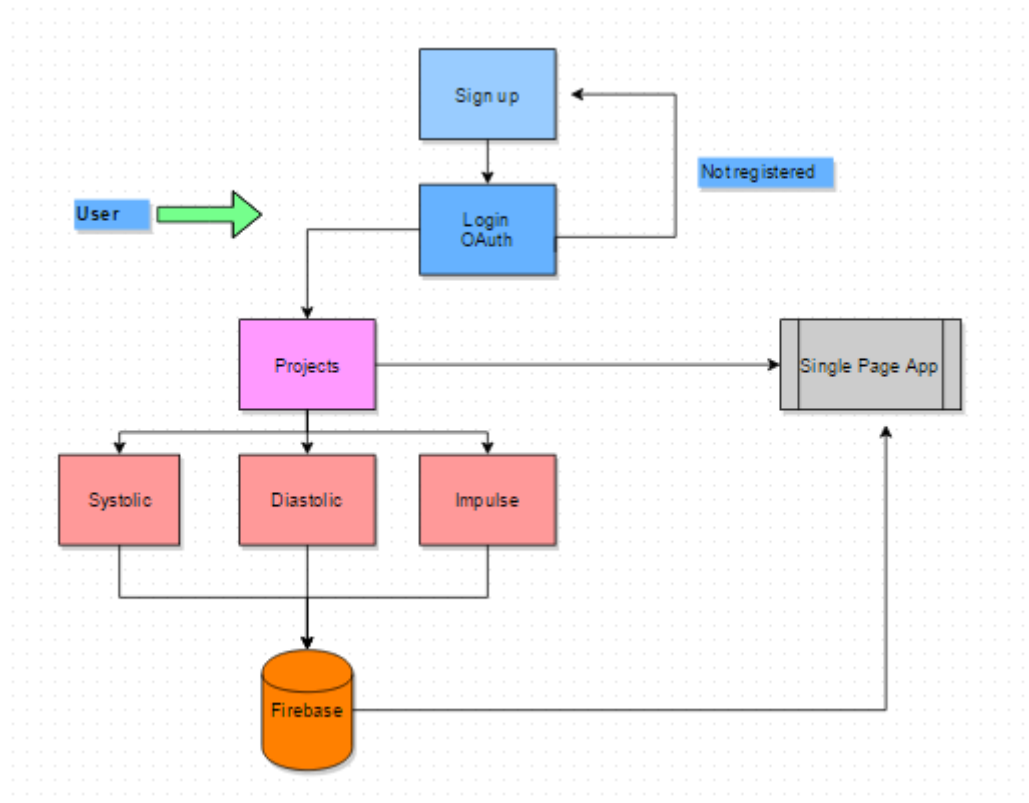 Sign up
Not registered
User
Login
OAuth
Projects
Single Page App
Systolic
Diastolic
Impulse
Firebase